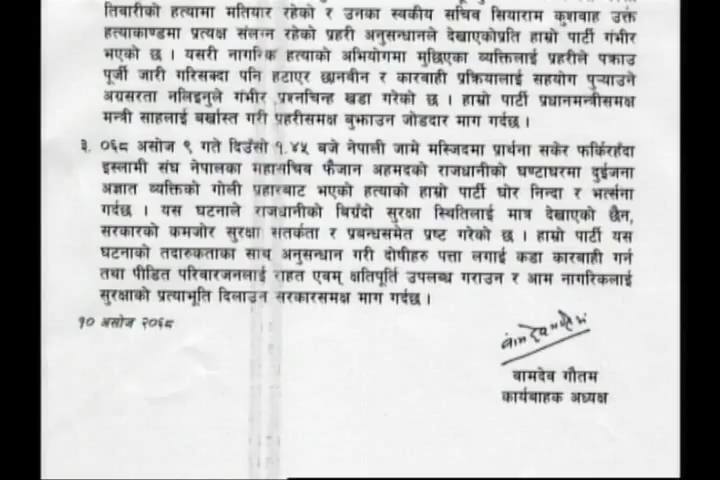 तिवारीको हत्यामा मतियार रहेको र उनका स्वकीय सचिव सियाराम कुशवाह उक्त
हत्याकाण्डमा प्रत्यक्ष संलग्न रहेको प्रहरी अनुसन्धानले देखाएकोप्रति हाम्रो पार्टी गंभीर
भएको छ । यसरी नागरिक हत्याको अभियोगमा मुछिएका व्यक्तिलाई प्रहरीले पक्राउ
पूर्जी जारी गरिसक्दा पनि हटाएर छानवीन र कारबाही प्रक्रियालाई सहयोग पुऱ्याउने
अग्रसरता नलिइनुले गंभीर प्रश्नचिन्ह खडा गरेको छ । हाम्रो पार्टी प्रधानमन्त्रीसमक्ष
मन्त्री साहलाई बर्खास्त गरी प्रहरीसमक्ष बुझाउन जोडदार माग गर्दछ ।
३. ०६८ असोज ९ गते दिउँसो १.४५ बजे नेपाली जामे मस्जिदमा प्रार्थना सकेर फर्किरहँदा
इस्लामी संघ नेपालका महासचिव फैजान अहमदको राजधानीको घण्टाघरमा दुईजना
अज्ञात व्यक्तिको गोली प्रहारबाट भएको हत्याको हाम्रो पार्टी घोर निन्दा र भर्त्सना
गर्दछ । यस घटनाले राजधानीको बिग्रँदो सुरक्षा स्थितिलाई मात्र देखाएको छैन,
सरकारको कमजोर सुरक्षा सतर्कता र प्रबन्धसमेत प्रष्ट गरेको छ । हाम्रो पार्टी यस
घटनाको तदारुकताका साथ अनुसन्धान गरी दोषीहरु पत्ता लगाई कडा कारबाही गर्न
तथा पीडित परिवारजनलाई राहत एवम् क्षतिपूर्ति उपलब्ध गराउन र आम नागरिकलाई
सुरक्षाको प्रत्याभूति दिलाउन सरकारसमक्ष माग गर्दछ ।
१० असोज २०६८
वामदेव गौतम
कार्यबाहक अध्यक्ष